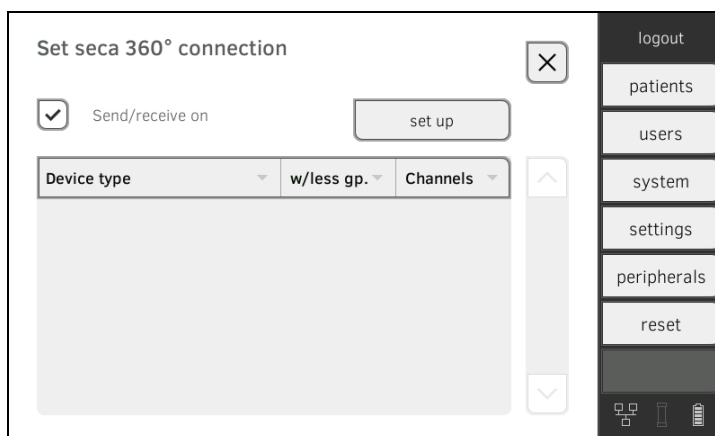 Set seca 360° connection
Send/receive on
set up
Device type
w/less gp.
Channels
logout
patients
users
system
settings
peripherals
reset